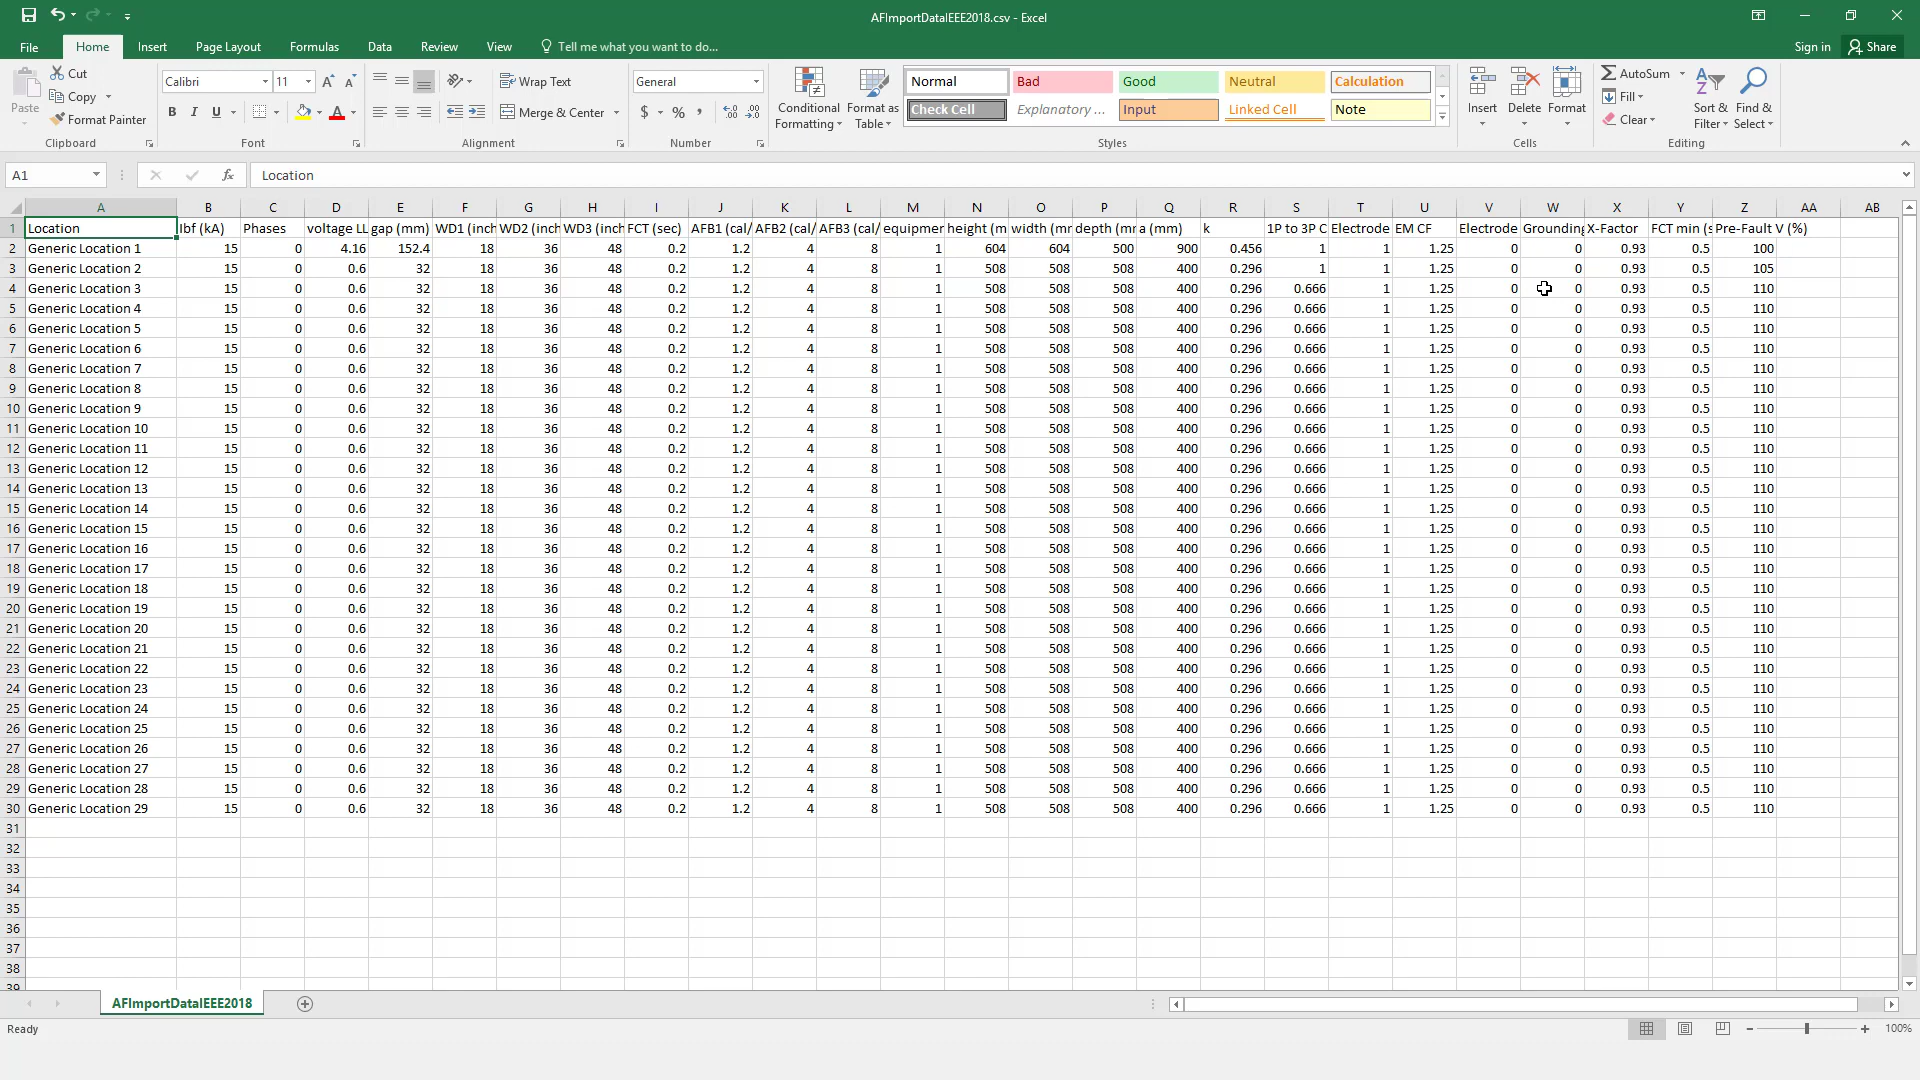 AFImportDataIEEE2018.csv - Excel
File Home Insert Page Layout Formulas Data Review View Tell me what you want to do... Sign in Share
Paste
Cut
Copy
Format Painter
Clipboard
Calibri 11
B I U
Font
Wrap Text
Merge & Center
Alignment
General
$ % ,
Number
Conditional Formatting
Format as Table
Normal Bad Good Neutral Calculation
Check Cell Explanatory ... Input Linked Cell Note
Styles
Insert Delete Format
Cells
AutoSum
Fill
Clear
Sort & Filter
Find & Select
Editing
A1 fx Location
A B C D E F G H I J K L M N O P Q R S T U V W X Y Z AA AB
1 Location Ibf (kA) Phases voltage LL gap (mm) WD1 (inch WD2 (inch WD3 (inch FCT (sec) AFB1 (cal/ AFB2 (cal/ AFB3 (cal/ equipmer height (m width (mr depth (mr a (mm) k 1P to 3P C Electrode EM CF Electrode Grounding X-Factor FCT min (s Pre-Fault V (%)
2 Generic Location 1 15 0 4.16 152.4 18 36 48 0.2 1.2 4 8 1 604 604 500 900 0.456 1 1 1.25 0 0 0.93 0.5 100
3 Generic Location 2 15 0 0.6 32 18 36 48 0.2 1.2 4 8 1 508 508 508 400 0.296 1 1 1.25 0 0 0.93 0.5 105
4 Generic Location 3 15 0 0.6 32 18 36 48 0.2 1.2 4 8 1 508 508 508 400 0.296 0.666 1 1.25 0 0 0.93 0.5 110
5 Generic Location 4 15 0 0.6 32 18 36 48 0.2 1.2 4 8 1 508 508 508 400 0.296 0.666 1 1.25 0 0 0.93 0.5 110
6 Generic Location 5 15 0 0.6 32 18 36 48 0.2 1.2 4 8 1 508 508 508 400 0.296 0.666 1 1.25 0 0 0.93 0.5 110
7 Generic Location 6 15 0 0.6 32 18 36 48 0.2 1.2 4 8 1 508 508 508 400 0.296 0.666 1 1.25 0 0 0.93 0.5 110
8 Generic Location 7 15 0 0.6 32 18 36 48 0.2 1.2 4 8 1 508 508 508 400 0.296 0.666 1 1.25 0 0 0.93 0.5 110
9 Generic Location 8 15 0 0.6 32 18 36 48 0.2 1.2 4 8 1 508 508 508 400 0.296 0.666 1 1.25 0 0 0.93 0.5 110
10 Generic Location 9 15 0 0.6 32 18 36 48 0.2 1.2 4 8 1 508 508 508 400 0.296 0.666 1 1.25 0 0 0.93 0.5 110
11 Generic Location 10 15 0 0.6 32 18 36 48 0.2 1.2 4 8 1 508 508 508 400 0.296 0.666 1 1.25 0 0 0.93 0.5 110
12 Generic Location 11 15 0 0.6 32 18 36 48 0.2 1.2 4 8 1 508 508 508 400 0.296 0.666 1 1.25 0 0 0.93 0.5 110
13 Generic Location 12 15 0 0.6 32 18 36 48 0.2 1.2 4 8 1 508 508 508 400 0.296 0.666 1 1.25 0 0 0.93 0.5 110
14 Generic Location 13 15 0 0.6 32 18 36 48 0.2 1.2 4 8 1 508 508 508 400 0.296 0.666 1 1.25 0 0 0.93 0.5 110
15 Generic Location 14 15 0 0.6 32 18 36 48 0.2 1.2 4 8 1 508 508 508 400 0.296 0.666 1 1.25 0 0 0.93 0.5 110
16 Generic Location 15 15 0 0.6 32 18 36 48 0.2 1.2 4 8 1 508 508 508 400 0.296 0.666 1 1.25 0 0 0.93 0.5 110
17 Generic Location 16 15 0 0.6 32 18 36 48 0.2 1.2 4 8 1 508 508 508 400 0.296 0.666 1 1.25 0 0 0.93 0.5 110
18 Generic Location 17 15 0 0.6 32 18 36 48 0.2 1.2 4 8 1 508 508 508 400 0.296 0.666 1 1.25 0 0 0.93 0.5 110
19 Generic Location 18 15 0 0.6 32 18 36 48 0.2 1.2 4 8 1 508 508 508 400 0.296 0.666 1 1.25 0 0 0.93 0.5 110
20 Generic Location 19 15 0 0.6 32 18 36 48 0.2 1.2 4 8 1 508 508 508 400 0.296 0.666 1 1.25 0 0 0.93 0.5 110
21 Generic Location 20 15 0 0.6 32 18 36 48 0.2 1.2 4 8 1 508 508 508 400 0.296 0.666 1 1.25 0 0 0.93 0.5 110
22 Generic Location 21 15 0 0.6 32 18 36 48 0.2 1.2 4 8 1 508 508 508 400 0.296 0.666 1 1.25 0 0 0.93 0.5 110
23 Generic Location 22 15 0 0.6 32 18 36 48 0.2 1.2 4 8 1 508 508 508 400 0.296 0.666 1 1.25 0 0 0.93 0.5 110
24 Generic Location 23 15 0 0.6 32 18 36 48 0.2 1.2 4 8 1 508 508 508 400 0.296 0.666 1 1.25 0 0 0.93 0.5 110
25 Generic Location 24 15 0 0.6 32 18 36 48 0.2 1.2 4 8 1 508 508 508 400 0.296 0.666 1 1.25 0 0 0.93 0.5 110
26 Generic Location 25 15 0 0.6 32 18 36 48 0.2 1.2 4 8 1 508 508 508 400 0.296 0.666 1 1.25 0 0 0.93 0.5 110
27 Generic Location 26 15 0 0.6 32 18 36 48 0.2 1.2 4 8 1 508 508 508 400 0.296 0.666 1 1.25 0 0 0.93 0.5 110
28 Generic Location 27 15 0 0.6 32 18 36 48 0.2 1.2 4 8 1 508 508 508 400 0.296 0.666 1 1.25 0 0 0.93 0.5 110
29 Generic Location 28 15 0 0.6 32 18 36 48 0.2 1.2 4 8 1 508 508 508 400 0.296 0.666 1 1.25 0 0 0.93 0.5 110
30 Generic Location 29 15 0 0.6 32 18 36 48 0.2 1.2 4 8 1 508 508 508 400 0.296 0.666 1 1.25 0 0 0.93 0.5 110
31
32
33
34
35
36
37
38
39
AFImportDataIEEE2018
Ready 100%